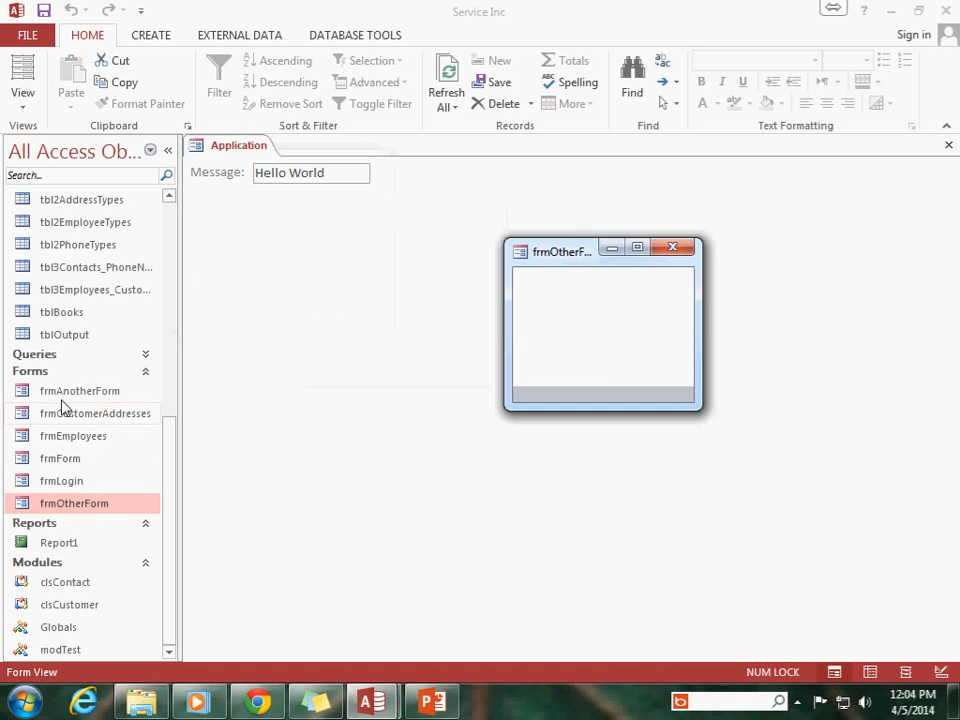 Service Inc
?
FILE HOME CREATE EXTERNAL DATA DATABASE TOOLS Sign in
View
Views
Paste
Cut
Copy
Format Painter
Clipboard
Filter
Ascending
Descending
Remove Sort
Selection
Advanced
Toggle Filter
Sort & Filter
Refresh
All
New
Save
Delete
Totals
Spelling
More
Records
Find
Find
B I U
A
Text Formatting
All Access Ob...
Search...
tbl2AddressTypes
tbl2EmployeeTypes
tbl2PhoneTypes
tbl3Contacts_PhoneN...
tbl3Employees_Custo...
tblBooks
tblOutput
Queries
Forms
frmAnotherForm
frmCustomerAddresses
frmEmployees
frmForm
frmLogin
frmOtherForm
Reports
Report1
Modules
clsContact
clsCustomer
Globals
modTest
Application
Message: Hello World
frmOtherF...
Form View NUM LOCK
12:04 PM
4/5/2014